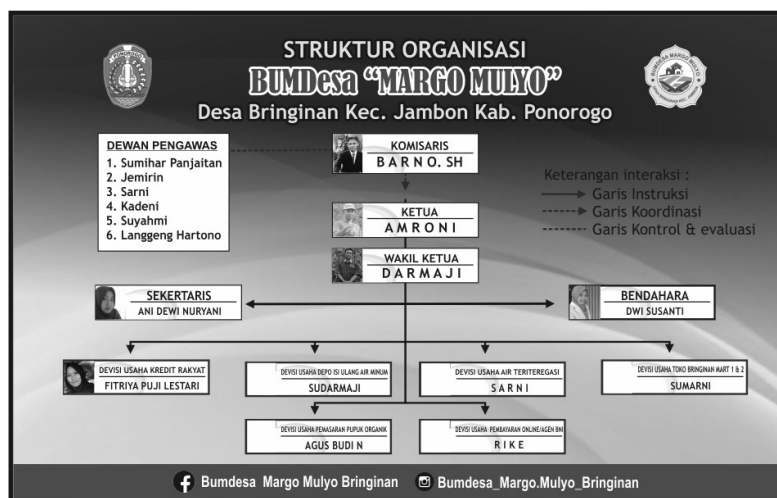 STRUKTUR ORGANISASI
BUMDesa “MARGO MULYO”
Desa Bringinan Kec. Jambon Kab. Ponorogo
PONOROGO
BUMDESA MARGO MULYO
DEWAN PENGAWAS
1. Sumihar Panjaitan
2. Jemirin
3. Sarni
4. Kadeni
5. Suyahmi
6. Langgeng Hartono
KOMISARIS
BARNO. SH
Keterangan interaksi :
Garis Instruksi
Garis Koordinasi
Garis Kontrol & evaluasi
KETUA
AMRONI
WAKIL KETUA
DARMAJI
SEKERTARIS
ANI DEWI NURYANI
BENDAHARA
DWI SUSANTI
DEVISI USAHA KREDIT RAKYAT
FITRIYA PUJI LESTARI
DEVISI USAHA DEPO ISI ULANG AIR MINUM
SUDARMAJI
DEVISI USAHA AIR TERITEREGASI
SARNI
DEVISI USAHA TOKO BRINGINAN MART 1 & 2
SUMARNI
DEVISI USAHA PEMASARAN PUPUK ORGANIK
AGUS BUDI N
DEVISI USAHA PEMBAYARAN ONLINE/AGEN BNI
RIKE
Bumdesa Margo Mulyo Bringinan
Bumdesa_Margo.Mulyo_Bringinan